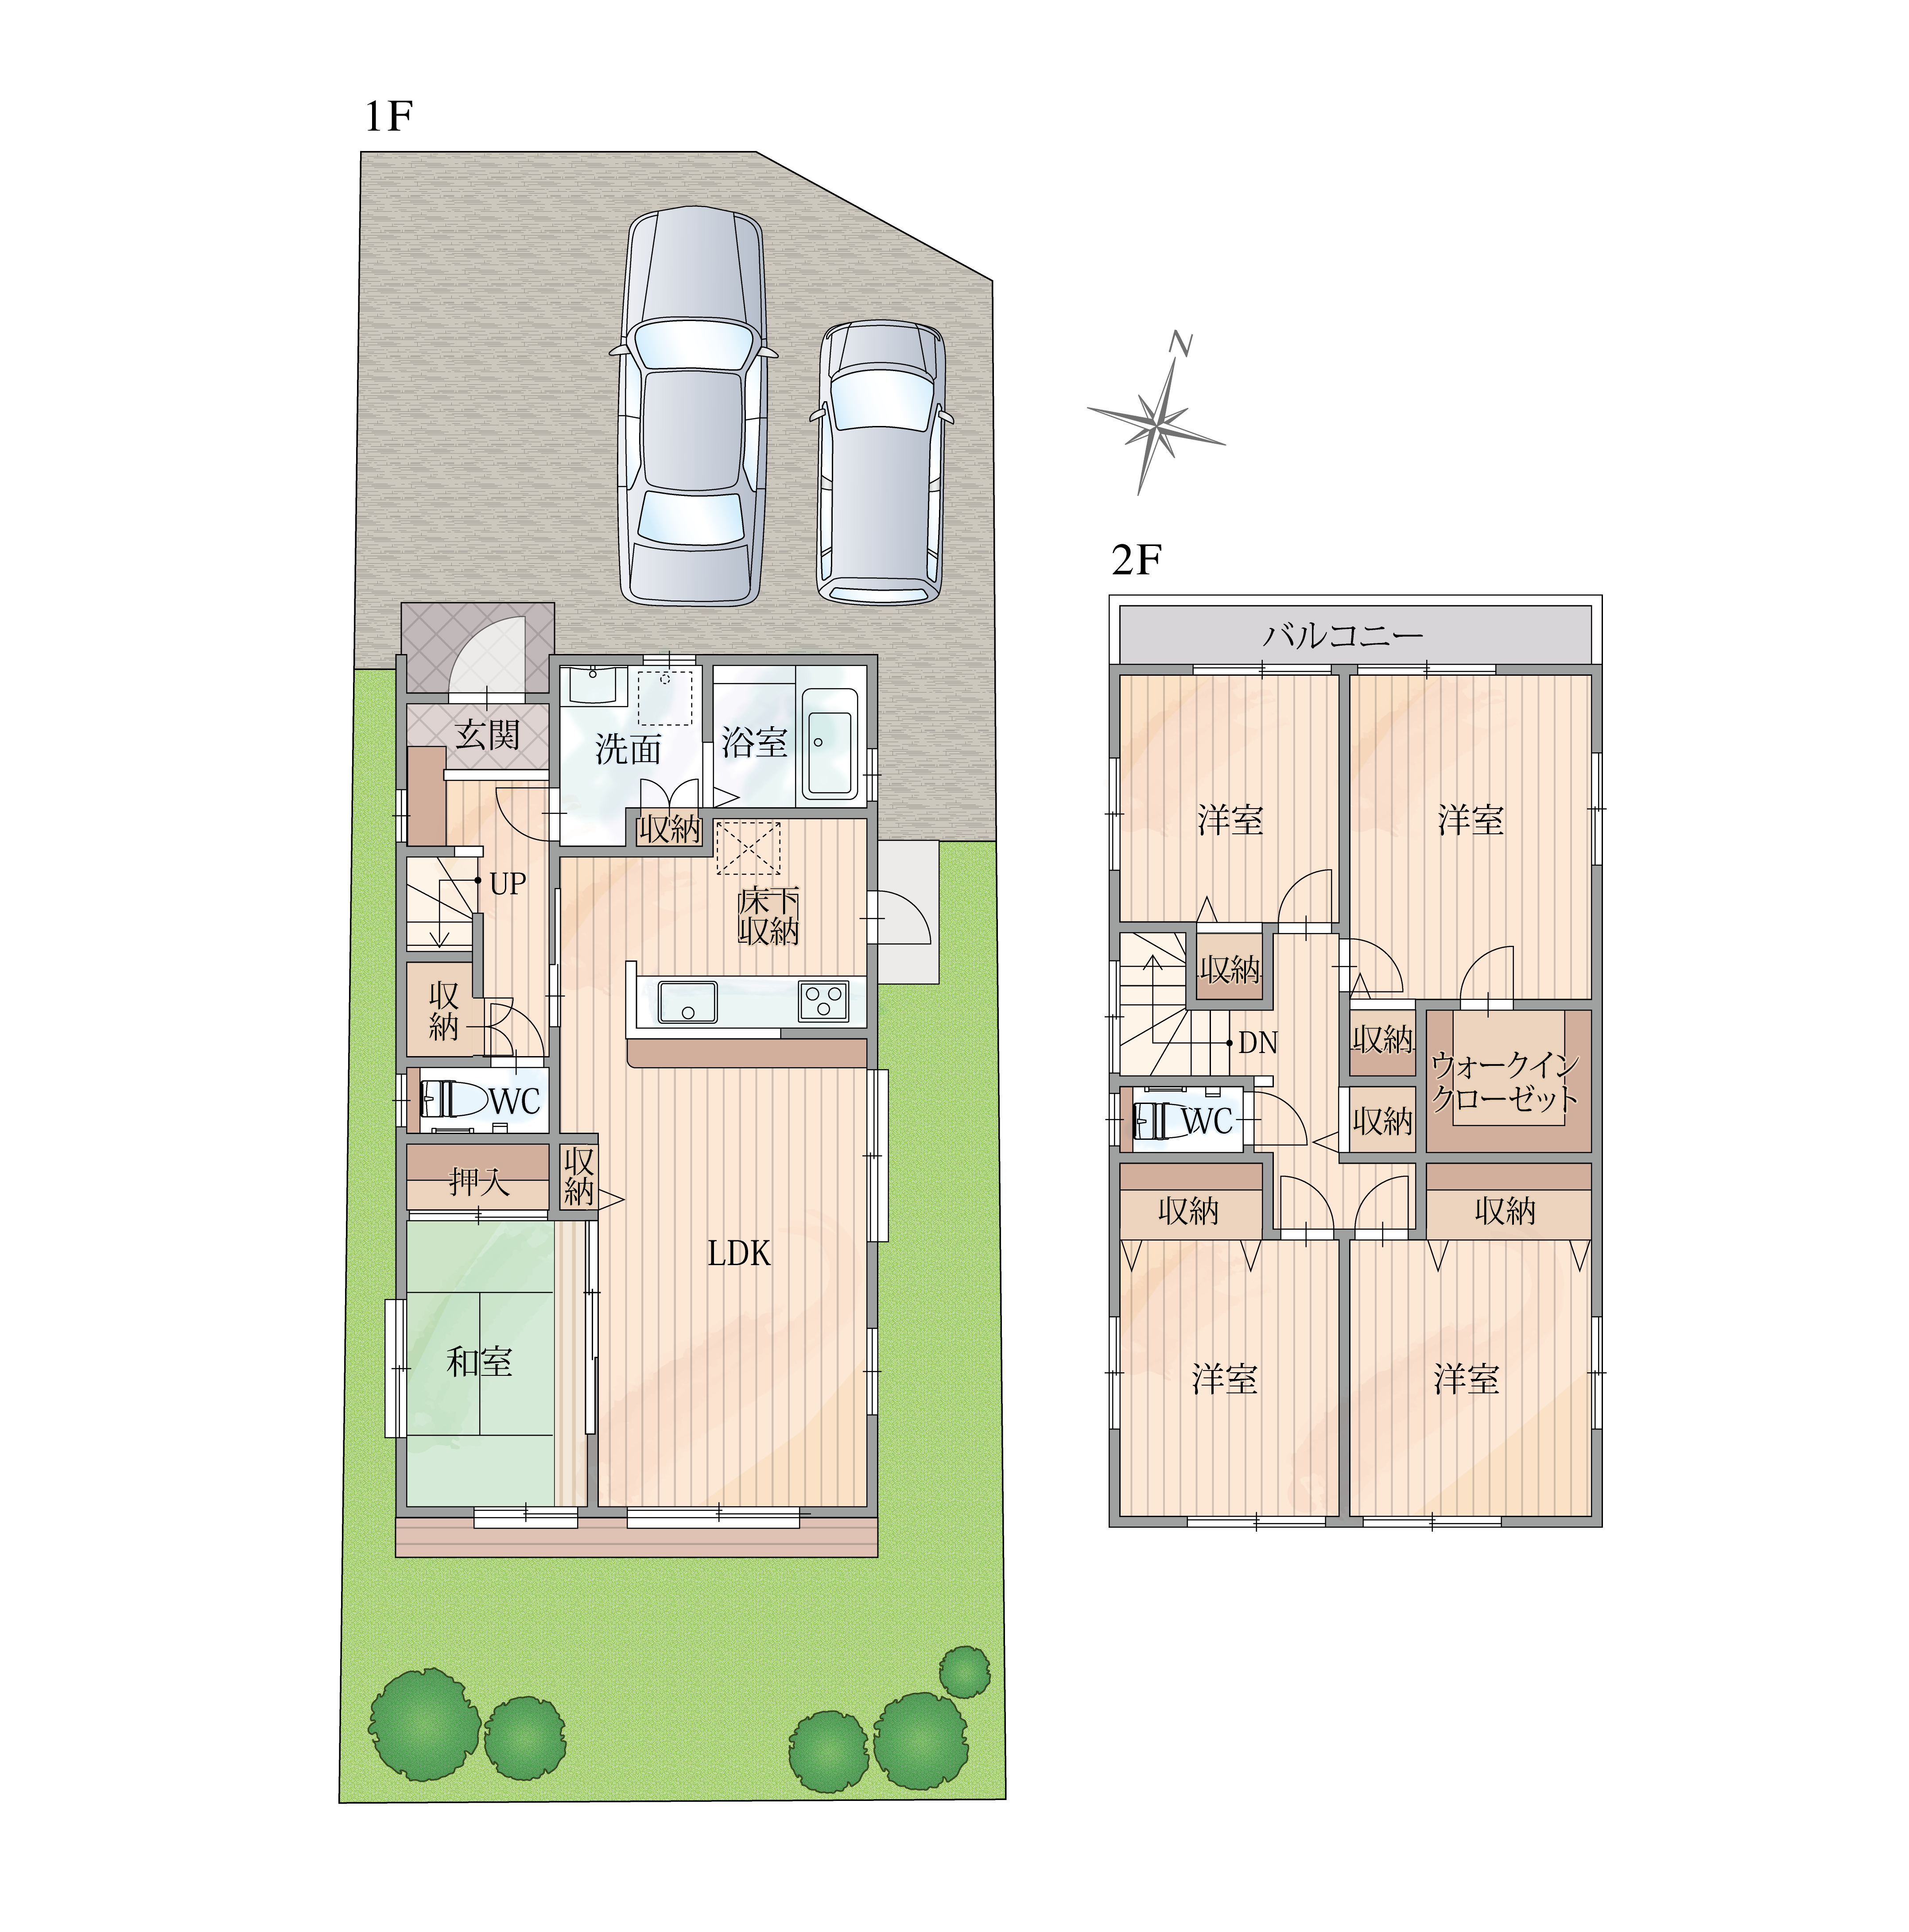 1F
玄関
洗面
浴室
収納
UP
床下
収納
収
納
WC
押入
収
納
LDK
和室
N
2F
バルコニー
洋室
洋室
収納
DN
収納
ウォークイン
クローゼット
収納
WC
収納
収納
洋室
洋室